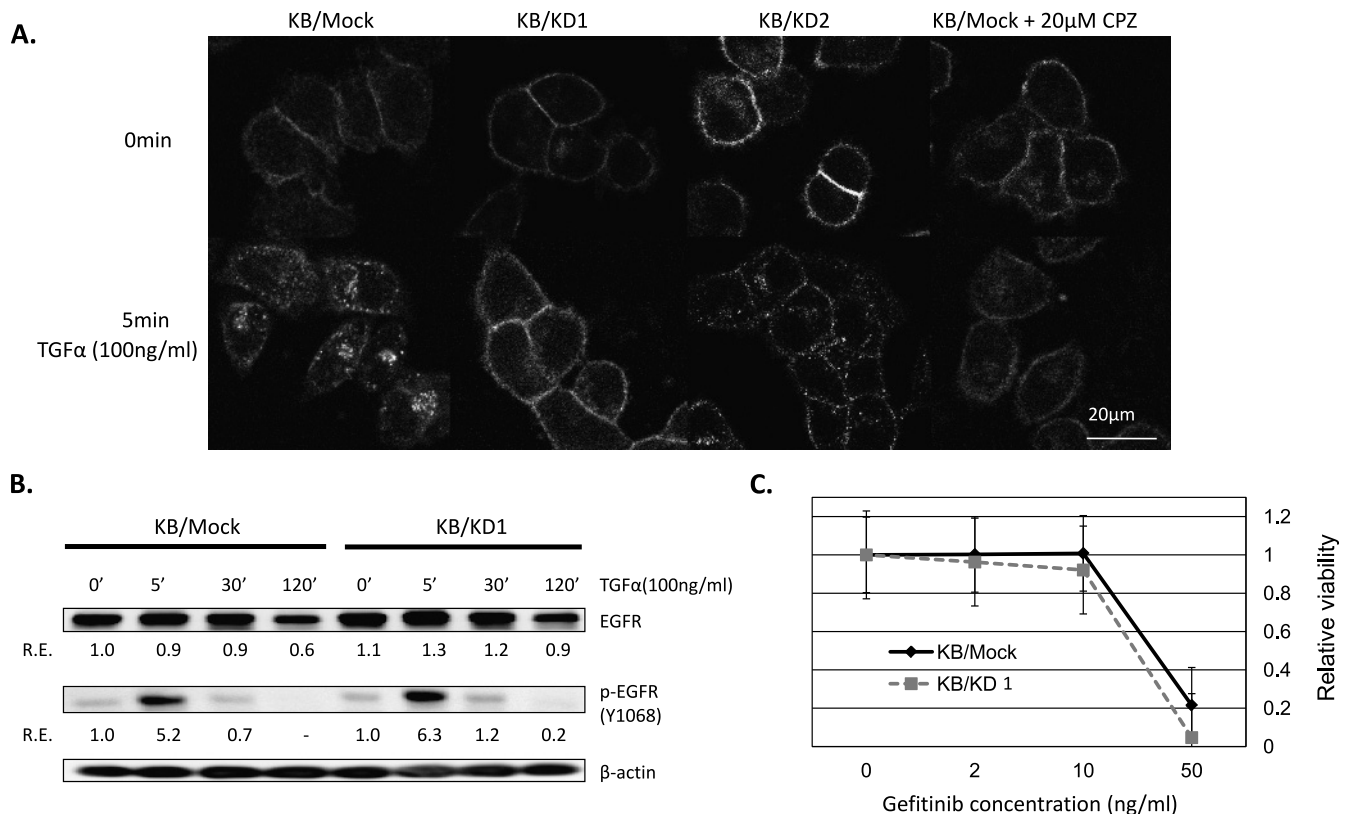 A.
KB/Mock KB/KD1 KB/KD2 KB/Mock + 20μM CPZ
0min
5min
TGFα (100ng/ml)
20μm
B.
KB/Mock KB/KD1
0’ 5’ 30’ 120’ 0’ 5’ 30’ 120’ TGFα(100ng/ml)
EGFR
R.E. 1.0 0.9 0.9 0.6 1.1 1.3 1.2 0.9
p-EGFR
(Y1068)
R.E. 1.0 5.2 0.7 - 1.0 6.3 1.2 0.2
β-actin
C.
1.2
1
0.8
0.6
0.4
0.2
0
Relative viability
KB/Mock
KB/KD 1
0 2 10 50
Gefitinib concentration (ng/ml)